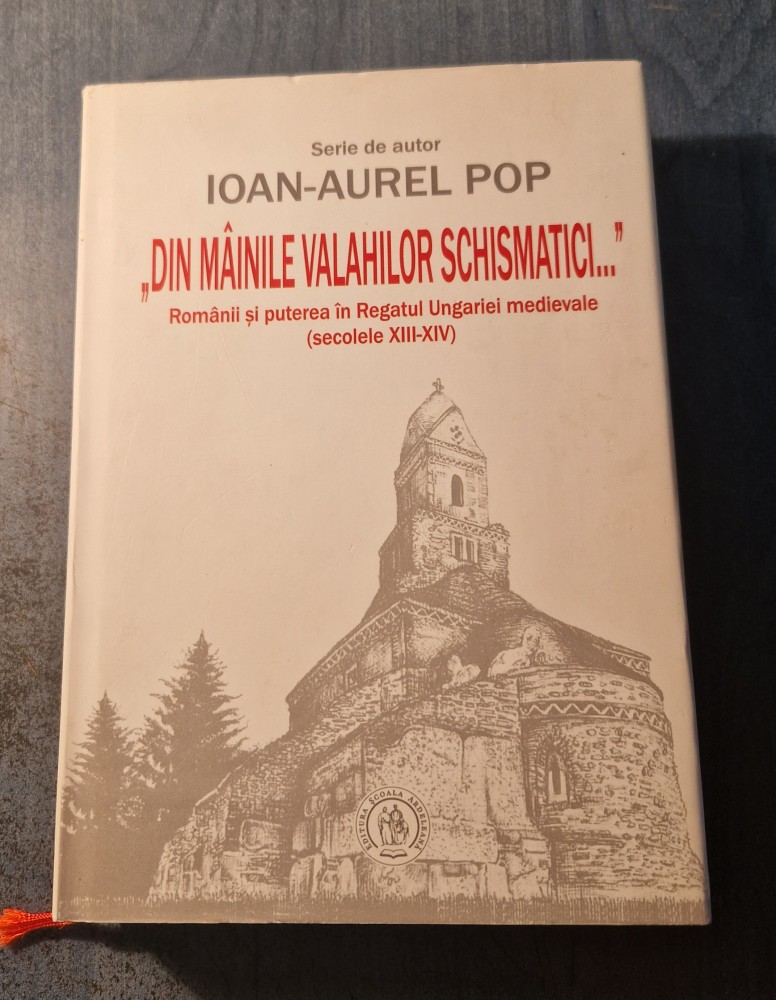 Serie de autor
IOAN-AUREL POP
„DIN MÂINILE VALAHILOR SCHISMATICI...”
Românii și puterea în Regatul Ungariei medievale
(secolele XIII-XIV)
EDITURA ȘCOALA ARDELEANĂ